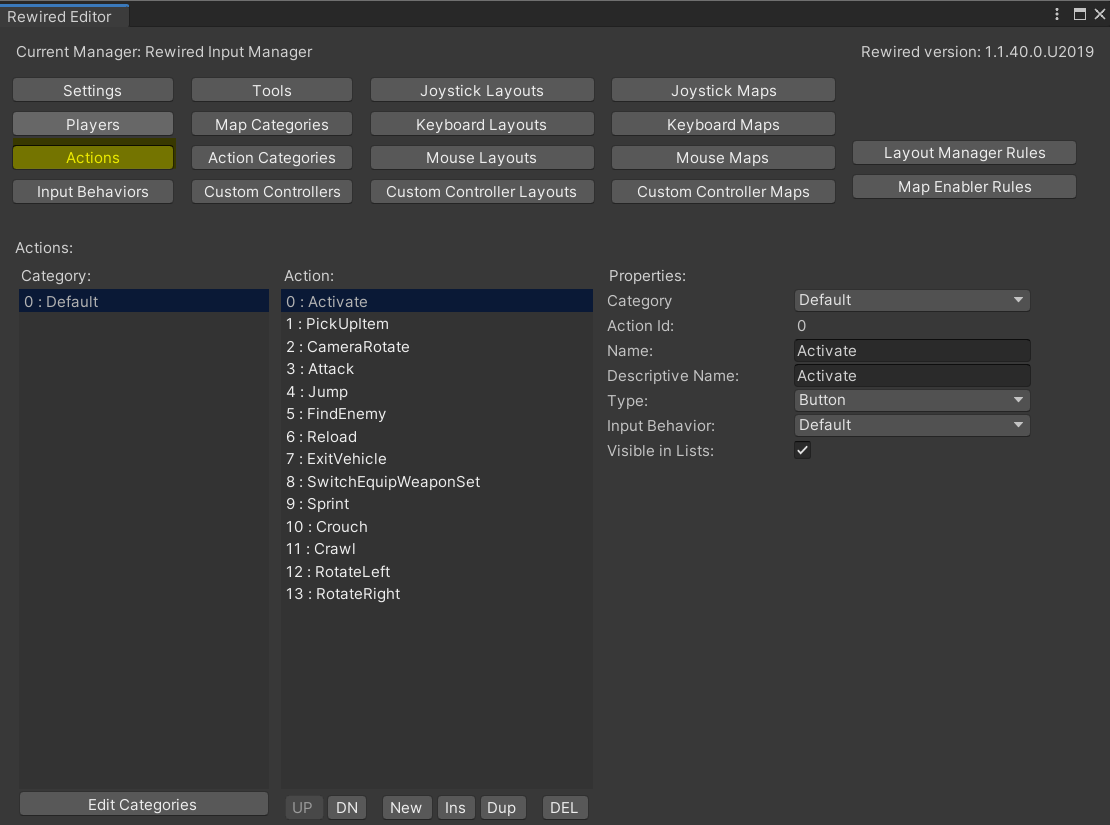 Rewired Editor
Current Manager: Rewired Input Manager Rewired version: 1.1.40.0.U2019
Settings Tools Joystick Layouts Joystick Maps
Players Map Categories Keyboard Layouts Keyboard Maps
Actions Action Categories Mouse Layouts Mouse Maps Layout Manager Rules
Input Behaviors Custom Controllers Custom Controller Layouts Custom Controller Maps Map Enabler Rules
Actions:
Category:
0 : Default
Edit Categories
Action:
0 : Activate
1 : PickUpItem
2 : CameraRotate
3 : Attack
4 : Jump
5 : FindEnemy
6 : Reload
7 : ExitVehicle
8 : SwitchEquipWeaponSet
9 : Sprint
10 : Crouch
11 : Crawl
12 : RotateLeft
13 : RotateRight
UP DN New Ins Dup DEL
Properties:
Category Default
Action Id: 0
Name: Activate
Descriptive Name: Activate
Type: Button
Input Behavior: Default
Visible in Lists: